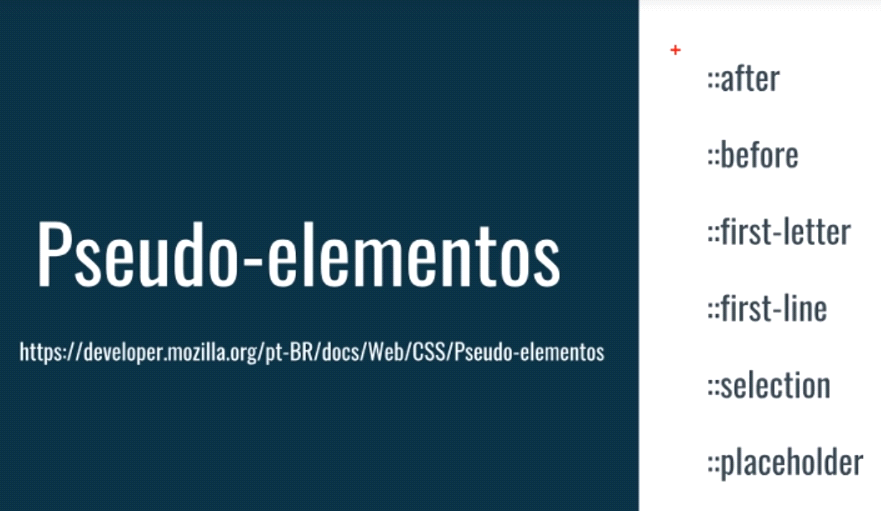 Pseudo-elementos
https://developer.mozilla.org/pt-BR/docs/Web/CSS/Pseudo-elementos
::after
::before
::first-letter
::first-line
::selection
::placeholder